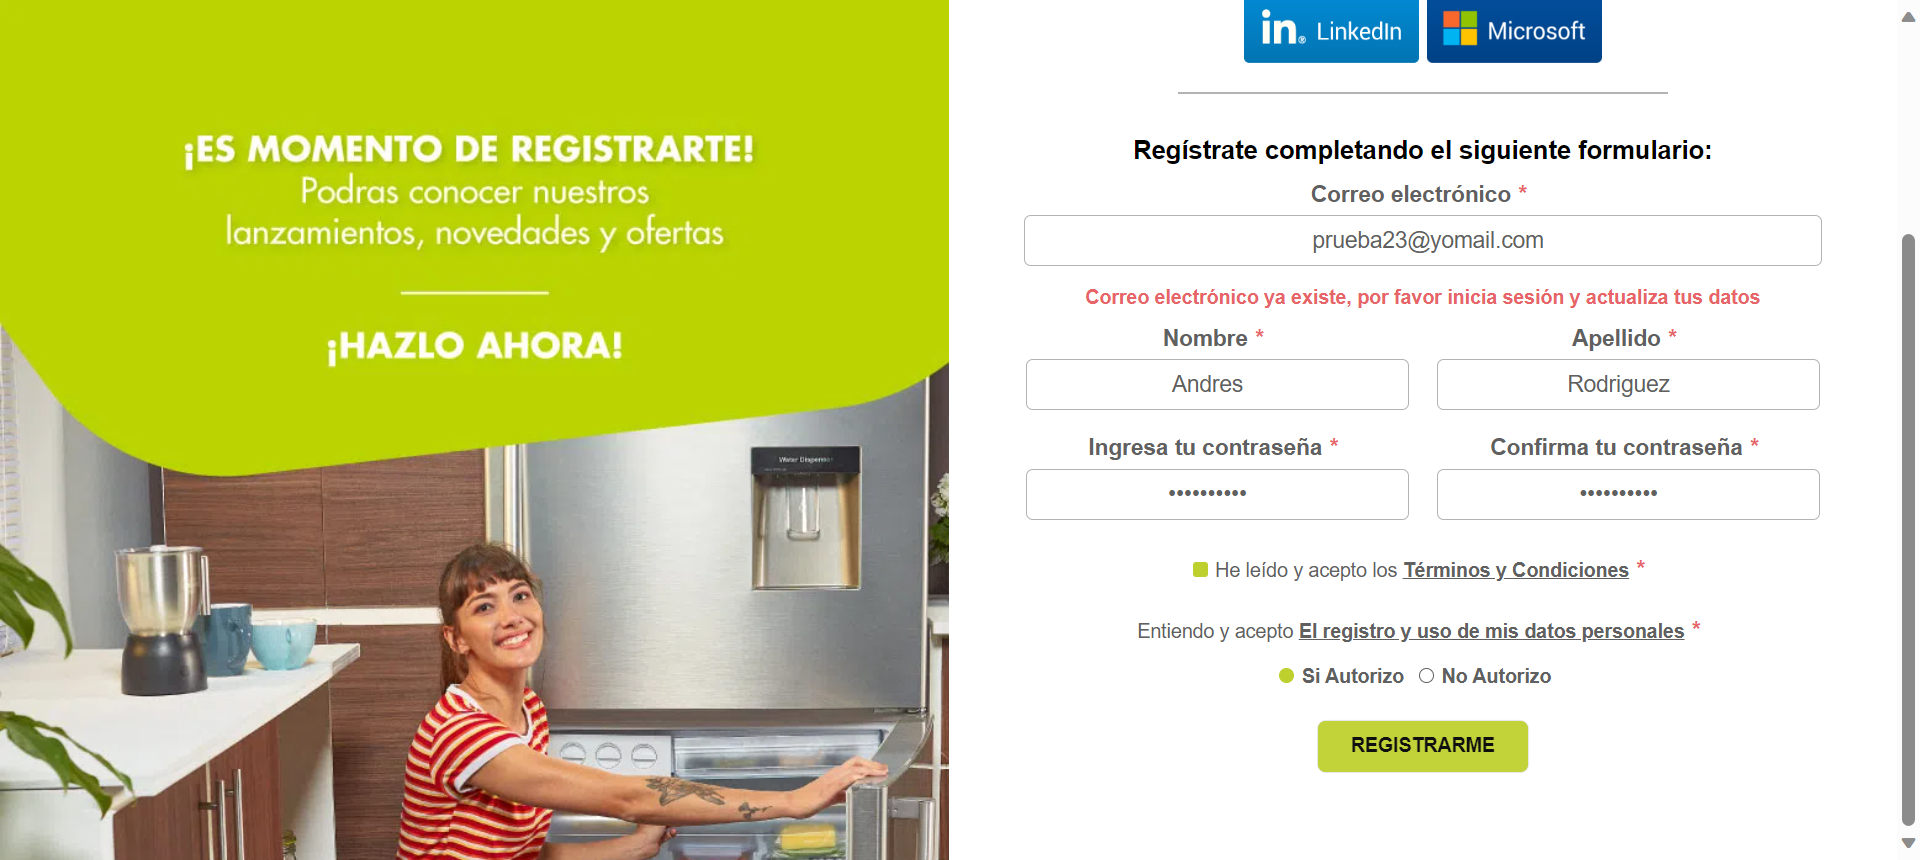 ¡ES MOMENTO DE REGISTRARTE!
Podras conocer nuestros
lanzamientos, novedades y ofertas
¡HAZLO AHORA!
Water Dispenser
in® LinkedIn
Microsoft
Regístrate completando el siguiente formulario:
Correo electrónico *
prueba23@yomail.com
Correo electrónico ya existe, por favor inicia sesión y actualiza tus datos
Nombre *
Apellido *
Andres
Rodriguez
Ingresa tu contraseña *
Confirma tu contraseña *
••••••••••
••••••••••
He leído y acepto los Términos y Condiciones *
Entiendo y acepto El registro y uso de mis datos personales *
Si Autorizo
No Autorizo
REGISTRARME